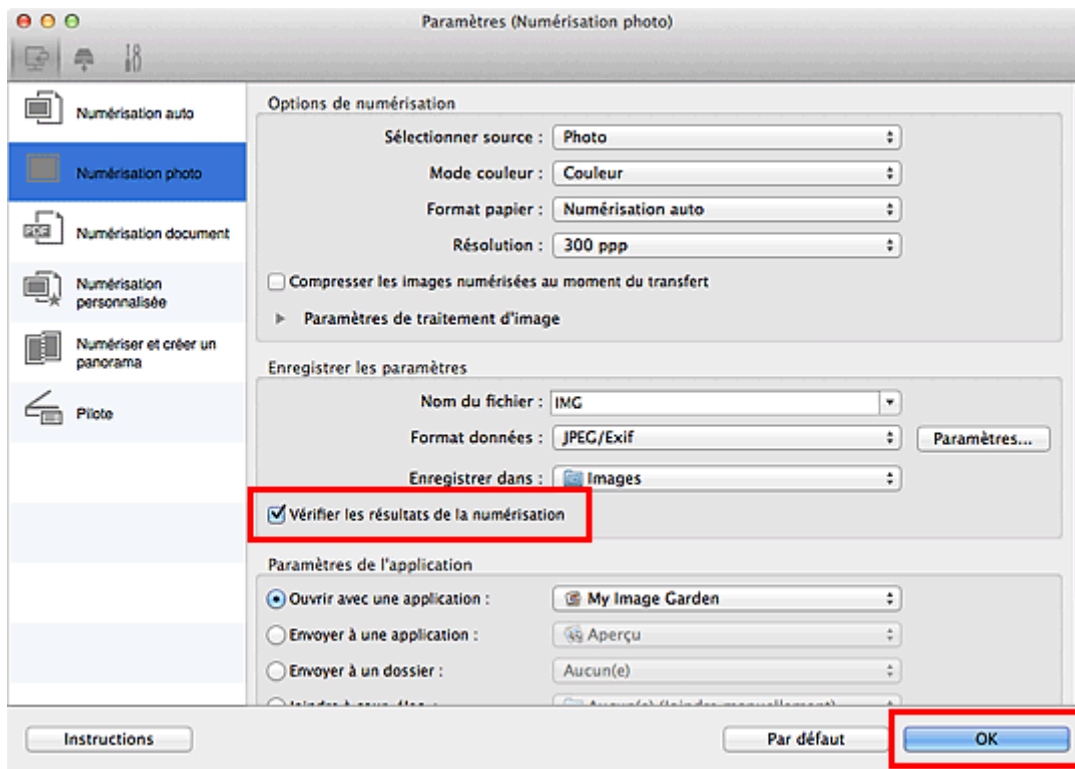 Paramètres (Numérisation photo)
Numérisation auto
Numérisation photo
PDF
Numérisation document
Numérisation
personnalisée
Numériser et créer un
panorama
Pilote
Options de numérisation
Sélectionner source : Photo
Mode couleur : Couleur
Format papier : Numérisation auto
Résolution : 300 ppp
Compresser les images numérisées au moment du transfert
Paramètres de traitement d'image
Enregistrer les paramètres
Nom du fichier : IMG
Format données : JPEG/Exif Paramètres...
Enregistrer dans : Images
Vérifier les résultats de la numérisation
Paramètres de l'application
Ouvrir avec une application : My Image Garden
Envoyer à une application : Aperçu
Envoyer à un dossier : Aucun(e)
Instructions Par défaut OK